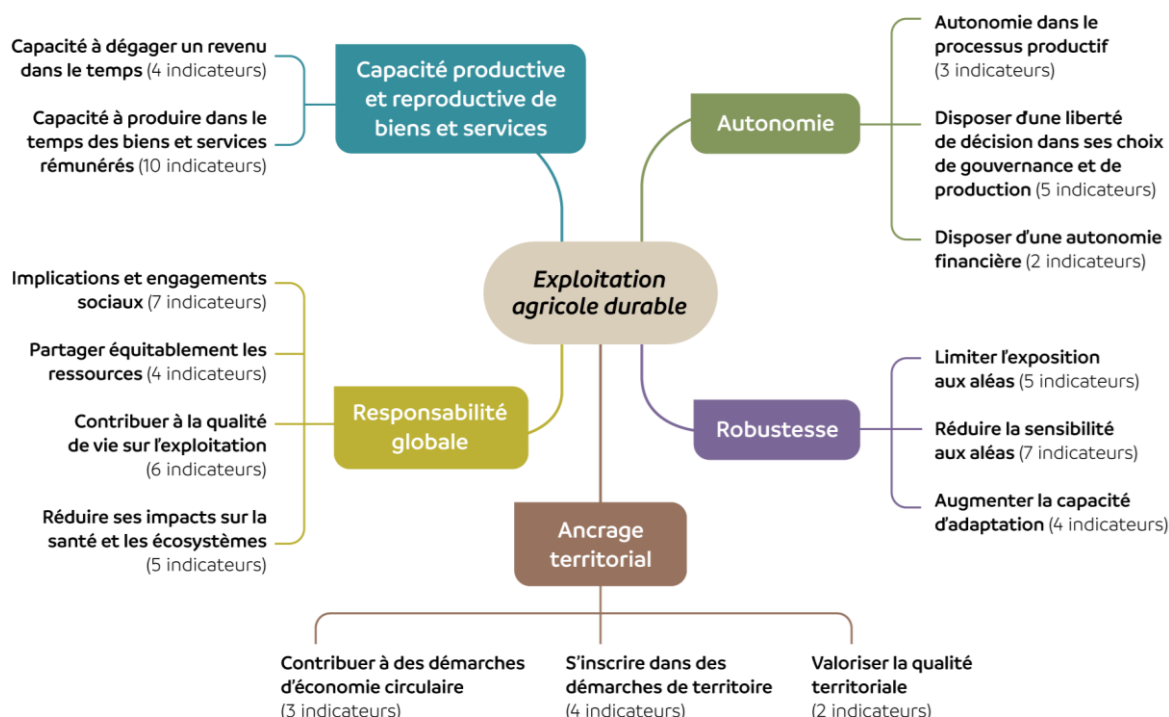 Capacité à dégager un revenu
dans le temps (4 indicateurs)
Capacité à produire dans le
temps des biens et services
rémunérés (10 indicateurs)
Capacité productive
et reproductive de
biens et services
Autonomie
Autonomie dans le
processus productif
(3 indicateurs)
Disposer d'une liberté
de décision dans ses choix
de gouvernance et de
production (5 indicateurs)
Disposer d'une autonomie
financière (2 indicateurs)
Exploitation
agricole durable
Implications et engagements
sociaux (7 indicateurs)
Partager équitablement les
ressources (4 indicateurs)
Contribuer à la qualité
de vie sur l'exploitation
(6 indicateurs)
Réduire ses impacts sur la
santé et les écosystèmes
(5 indicateurs)
Responsabilité
globale
Robustesse
Limiter l'exposition
aux aléas (5 indicateurs)
Réduire la sensibilité
aux aléas (7 indicateurs)
Augmenter la capacité
d'adaptation (4 indicateurs)
Ancrage
territorial
Contribuer à des démarches
d'économie circulaire
(3 indicateurs)
S'inscrire dans des
démarches de territoire
(4 indicateurs)
Valoriser la qualité
territoriale
(2 indicateurs)